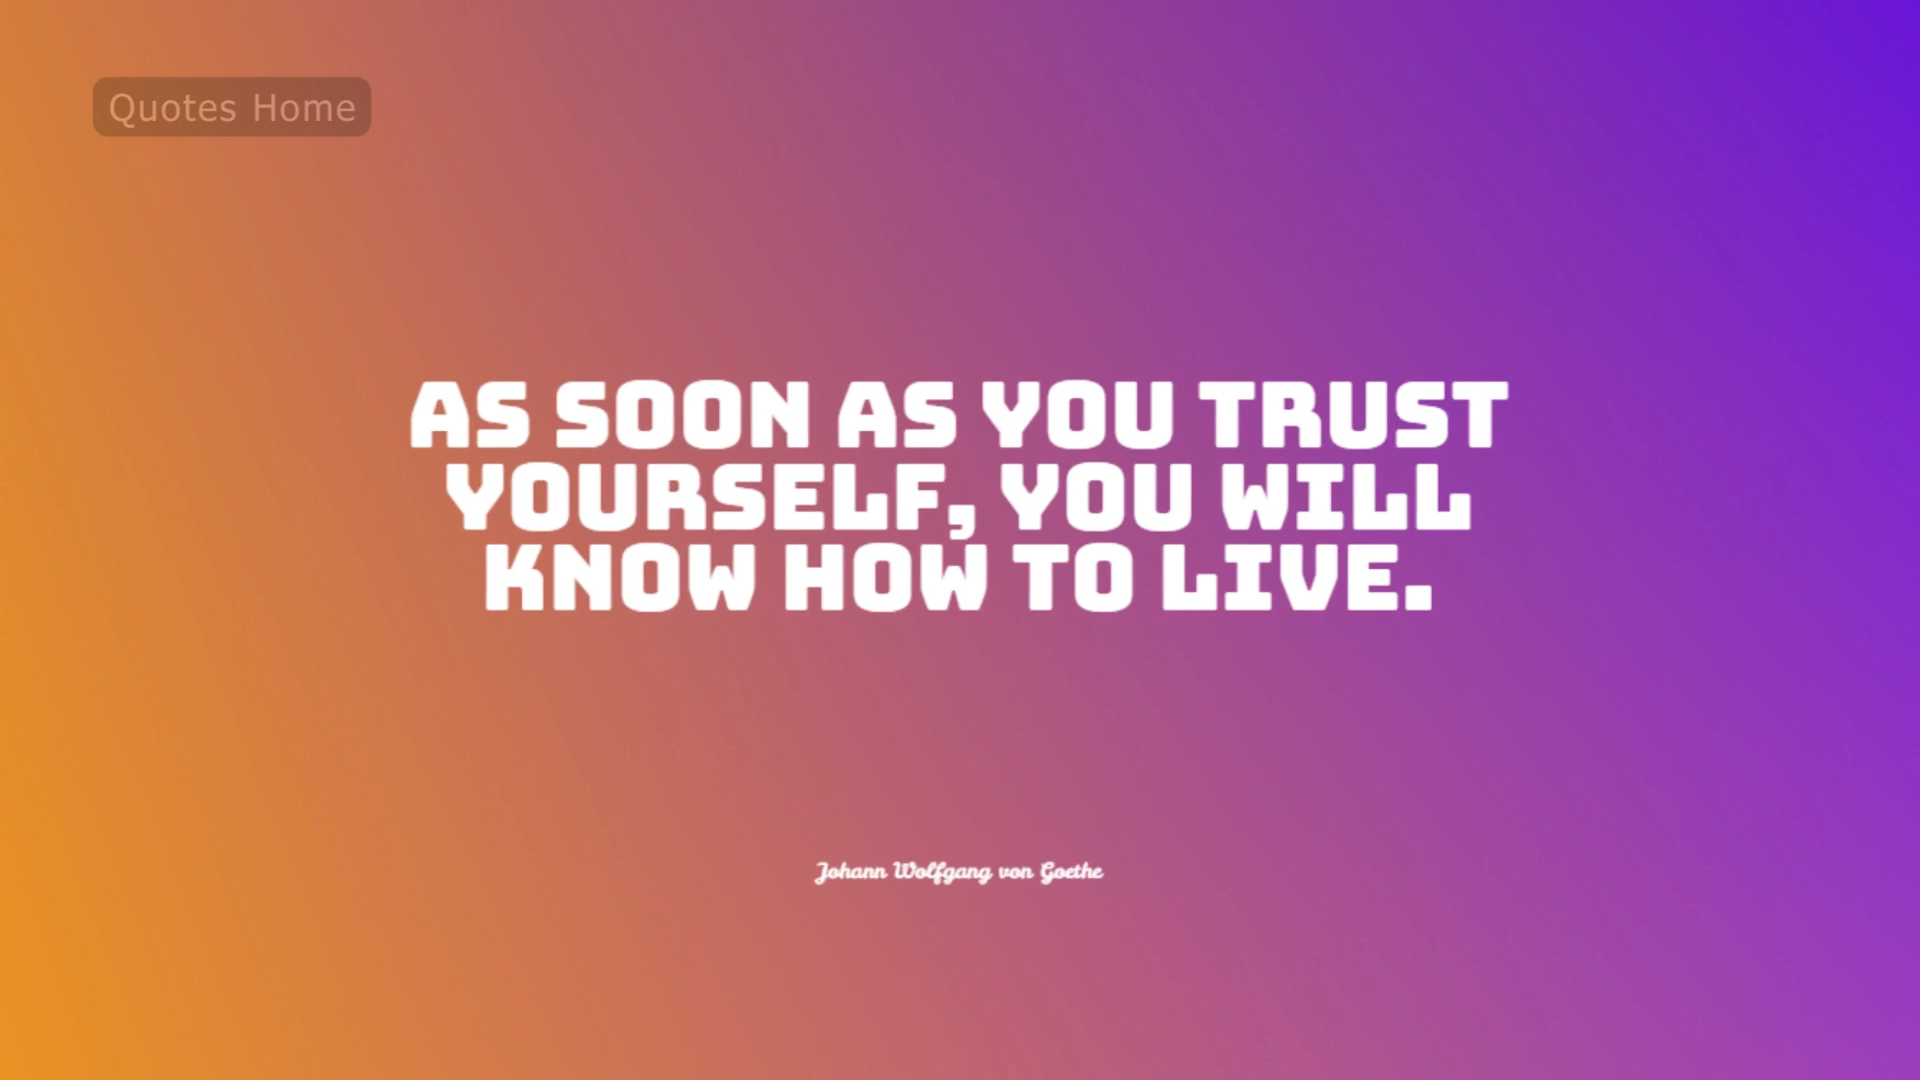 Quotes Home
AS SOON AS YOU TRUST
YOURSELF, YOU WILL
KNOW HOW TO LIVE.
Johann Wolfgang von Goethe